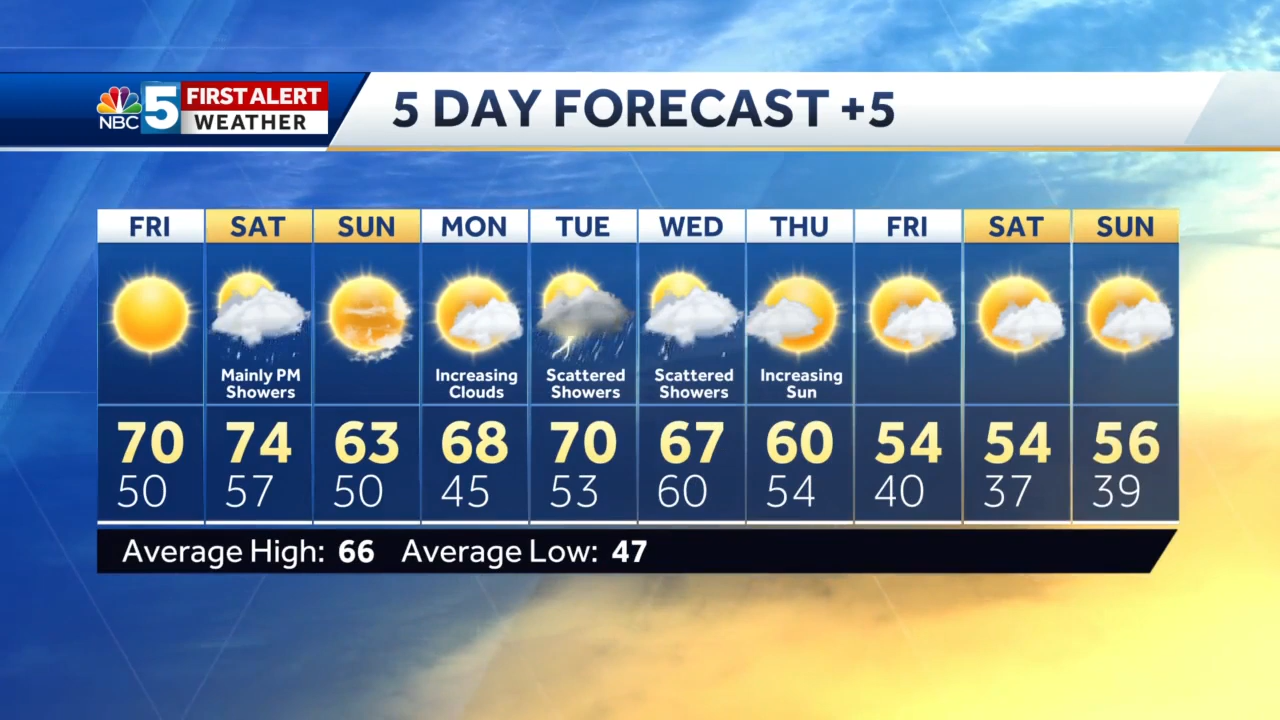 NBC 5 FIRST ALERT WEATHER
5 DAY FORECAST +5
FRI SAT SUN MON TUE WED THU FRI SAT SUN
Mainly PM Showers
Increasing Clouds
Scattered Showers
Scattered Showers
Increasing Sun
70 74 63 68 70 67 60 54 54 56
50 57 50 45 53 60 54 40 37 39
Average High: 66 Average Low: 47